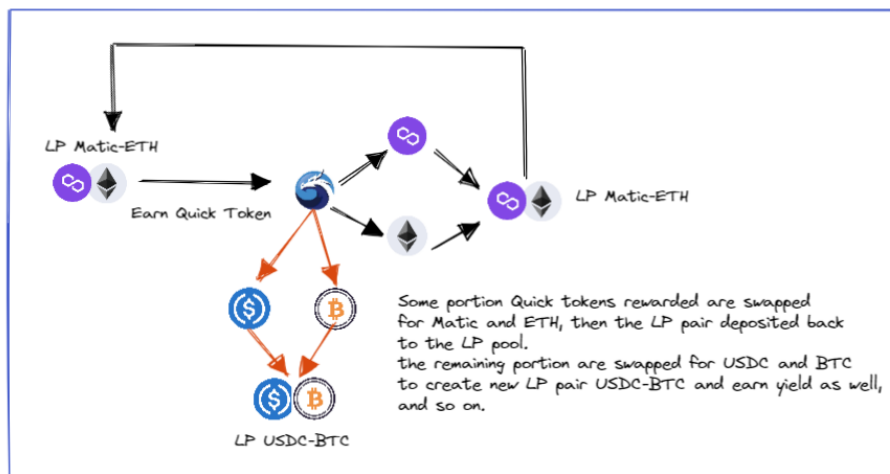 LP Matic-ETH
Earn Quick Token
LP Matic-ETH
Some portion Quick tokens rewarded are swapped
for Matic and ETH, then the LP pair deposited back
to the LP pool.
the remaining portion are swapped for USDC and BTC
to create new LP pair USDC-BTC and earn yield as well,
and so on.
LP USDC-BTC